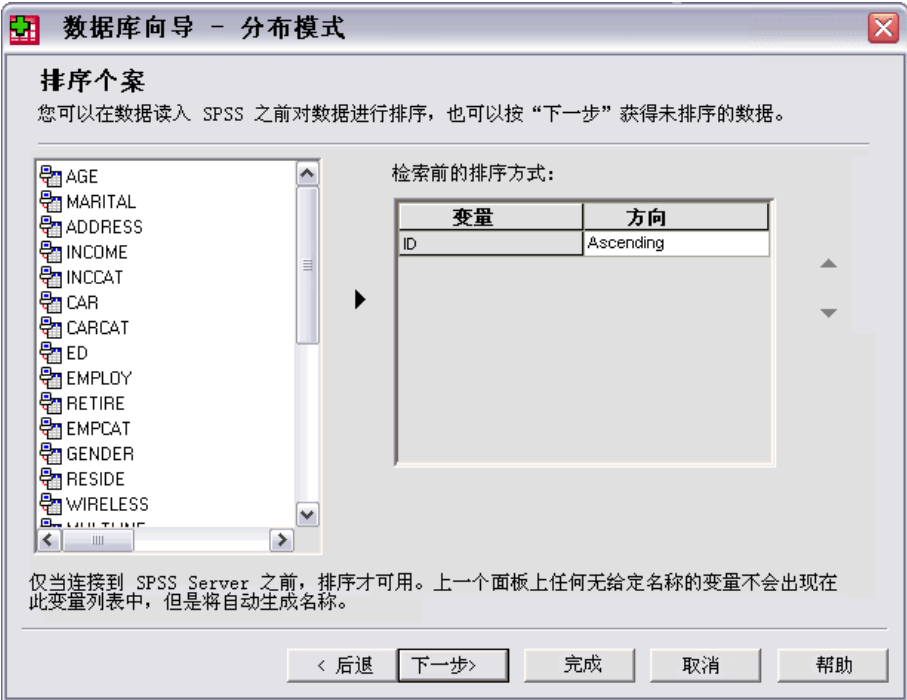 数据库向导 - 分布模式
排序个案
您可以在数据读入 SPSS 之前对数据进行排序，也可以按“下一步”获得未排序的数据。
AGE
MARITAL
ADDRESS
INCOME
INCCAT
CAR
CARCAT
ED
EMPLOY
RETIRE
EMPCAT
GENDER
RESIDE
WIRELESS
检索前的排序方式:
变量 方向
ID Ascending
仅当连接到 SPSS Server 之前，排序才可用。上一个面板上任何无给定名称的变量不会出现在
此变量列表中，但是将自动生成名称。
< 后退 下一步> 完成 取消 帮助